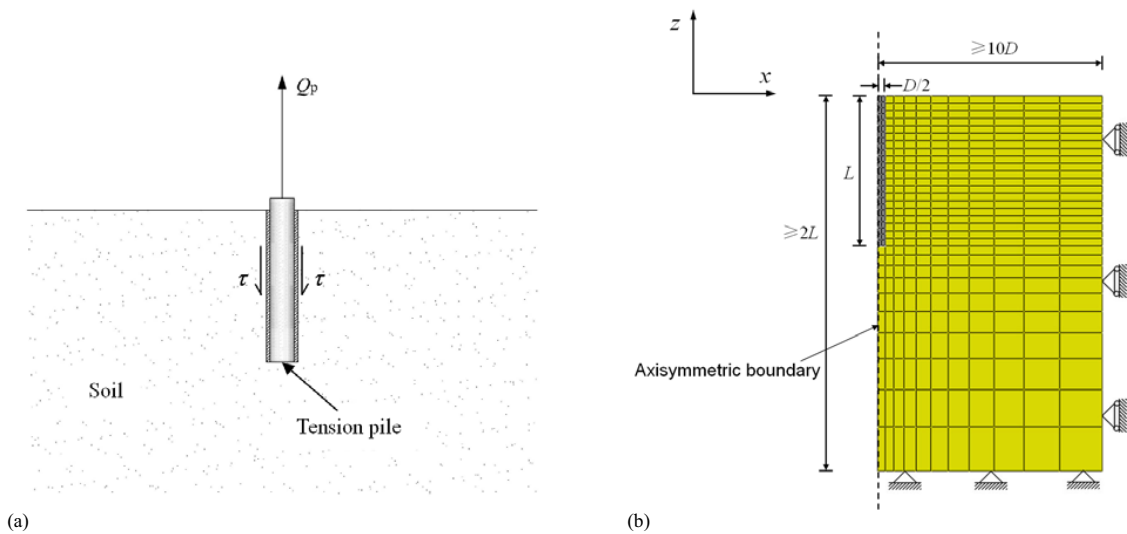 Qp
τ
τ
Soil
Tension pile
(a)
z
x
≥10D
D/2
L
≥2L
Axisymmetric boundary
(b)